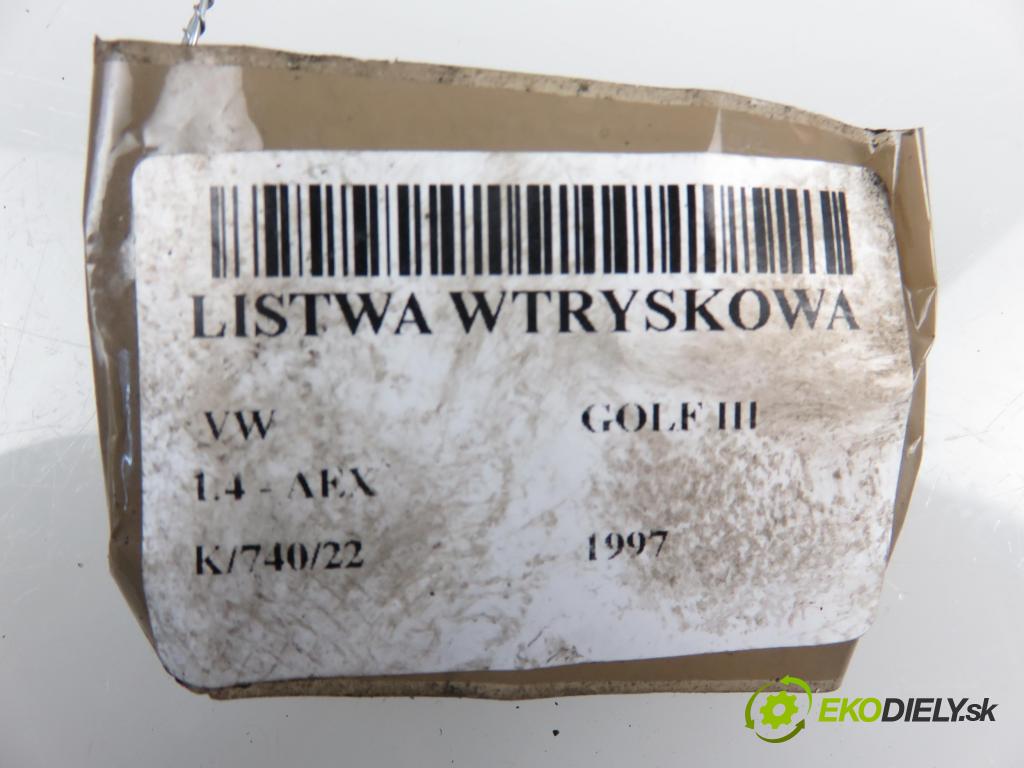 LISTWA WTRYSKOWA
VW GOLF III
1.4 - AEX
K/740/22 1997
EKODIELY.sk